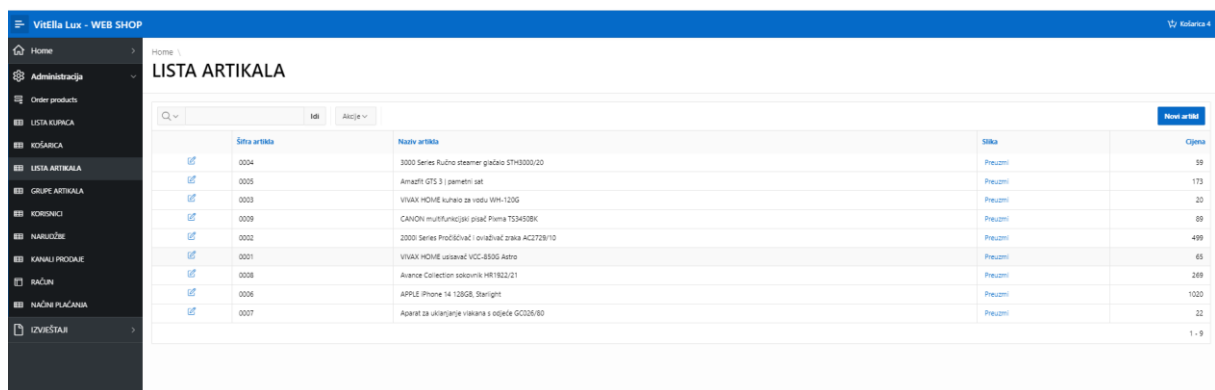 VitElla Lux - WEB SHOP
Košarica 4
Home
Administracija
Order products
LISTA KUPACA
KOŠARICA
LISTA ARTIKALA
GRUPE ARTIKALA
KORISNICI
NARUDŽBE
KANALI PRODAJE
RAČUN
NAČINI PLAĆANJA
IZVJEŠTAJI
Home \
LISTA ARTIKALA
Idi
Akcije
Novi artikl
Šifra artikla Naziv artikla Slika Cijena
0004 3000 Series Ručno steamer glačalo STH3000/20 Preuzmi 59
0005 Amazfit GTS 3 | pametni sat Preuzmi 173
0003 VIVAX HOME kuhalo za vodu WH-120G Preuzmi 20
0009 CANON multifunkcijski pisač Pixma TS3450BK Preuzmi 89
0002 2000i Series Pročišćivač i ovlaživač zraka AC2729/10 Preuzmi 499
0001 VIVAX HOME usisavač VCC-850G Astro Preuzmi 65
0008 Avance Collection sokovnik HR1922/21 Preuzmi 269
0006 APPLE iPhone 14 128GB, Starlight Preuzmi 1020
0007 Aparat za uklanjanje vlakana s odjeće GC026/80 Preuzmi 22
1 - 9